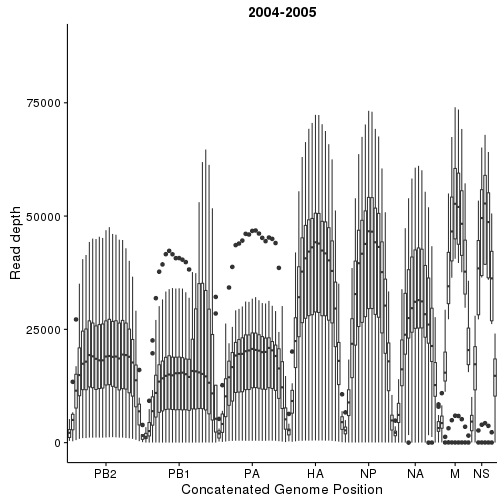 2004-2005
75000
50000
25000
0
Read depth
PB2 PB1 PA HA NP NA M NS
Concatenated Genome Position